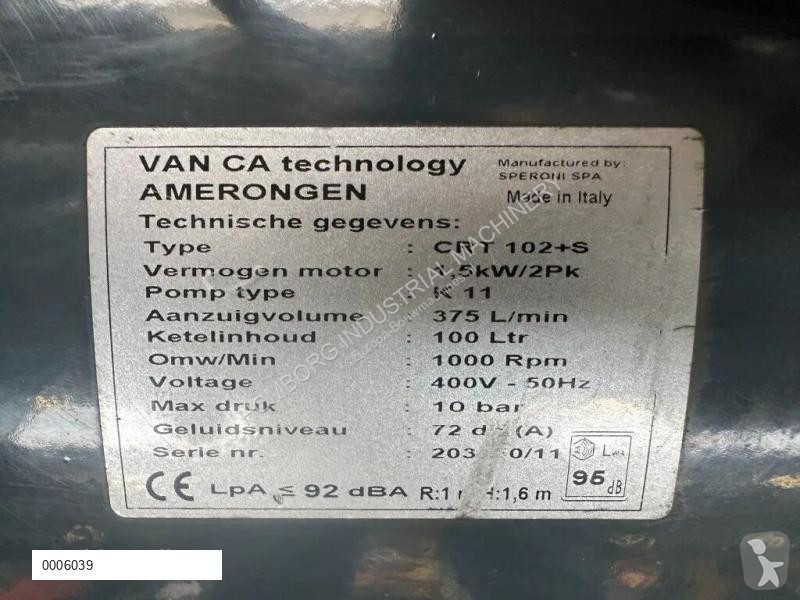 VAN CA technology
AMERONGEN
Manufactured by:
SPERONI SPA
Made in Italy
Technische gegevens:
Type : CRT 102+S
Vermogen motor : 1,5kW/2Pk
Pomp type : 11
Aanzuigvolume : 375 L/min
Ketelinhoud : 100 Ltr
Omw/Min : 1000 Rpm
Voltage : 400V - 50Hz
Max druk : 10 bar
Geluidsniveau : 72 (A)
Serie nr. : 203 0/11
CE LpA ≤ 92 dBA R:1 H:1,6 m
LWA
95 dB
INDUSTRIAL MACHINERY
0006039